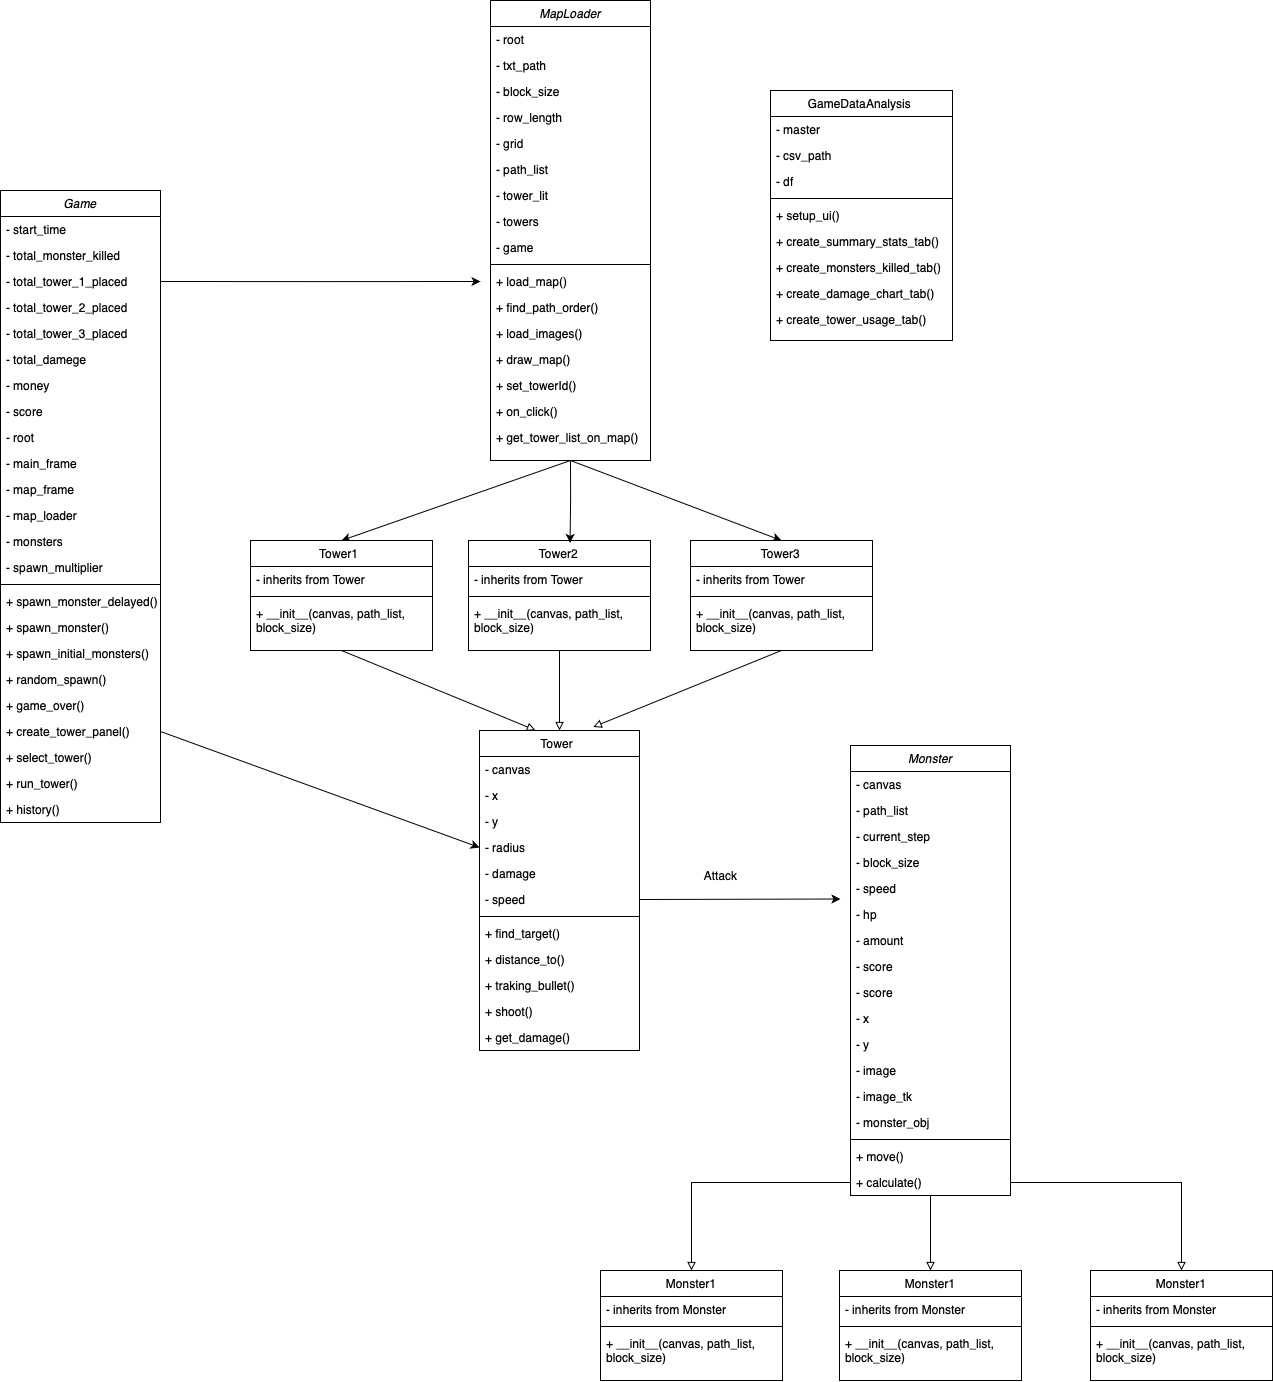 MapLoader
- root
- txt_path
- block_size
- row_length
- grid
- path_list
- tower_lit
- towers
- game
+ load_map()
+ find_path_order()
+ load_images()
+ draw_map()
+ set_towerId()
+ on_click()
+ get_tower_list_on_map()
GameDataAnalysis
- master
- csv_path
- df
+ setup_ui()
+ create_summary_stats_tab()
+ create_monsters_killed_tab()
+ create_damage_chart_tab()
+ create_tower_usage_tab()
Game
- start_time
- total_monster_killed
- total_tower_1_placed
- total_tower_2_placed
- total_tower_3_placed
- total_damege
- money
- score
- root
- main_frame
- map_frame
- map_loader
- monsters
- spawn_multiplier
+ spawn_monster_delayed()
+ spawn_monster()
+ spawn_initial_monsters()
+ random_spawn()
+ game_over()
+ create_tower_panel()
+ select_tower()
+ run_tower()
+ history()
Tower1
- inherits from Tower
+ __init__(canvas, path_list,
block_size)
Tower2
- inherits from Tower
+ __init__(canvas, path_list,
block_size)
Tower3
- inherits from Tower
+ __init__(canvas, path_list,
block_size)
Tower
- canvas
- x
- y
- radius
- damage
- speed
+ find_target()
+ distance_to()
+ traking_bullet()
+ shoot()
+ get_damage()
Attack
Monster
- canvas
- path_list
- current_step
- block_size
- speed
- hp
- amount
- score
- score
- x
- y
- image
- image_tk
- monster_obj
+ move()
+ calculate()
Monster1
- inherits from Monster
+ __init__(canvas, path_list,
block_size)
Monster1
- inherits from Monster
+ __init__(canvas, path_list,
block_size)
Monster1
- inherits from Monster
+ __init__(canvas, path_list,
block_size)